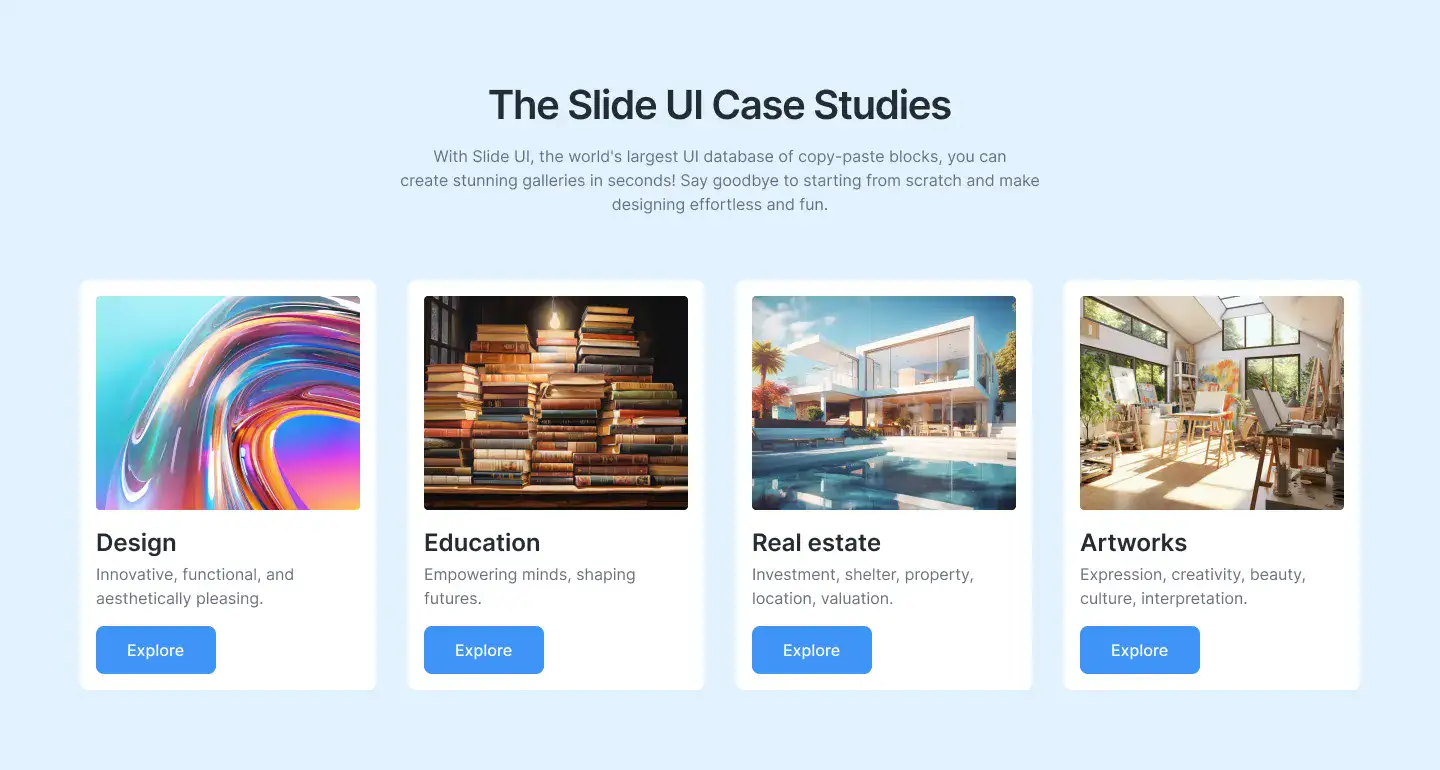 The Slide UI Case Studies
With Slide UI, the world's largest UI database of copy-paste blocks, you can
create stunning galleries in seconds! Say goodbye to starting from scratch and make
designing effortless and fun.
Design
Innovative, functional, and
aesthetically pleasing.
Explore
Education
Empowering minds, shaping
futures.
Explore
Real estate
Investment, shelter, property,
location, valuation.
Explore
Artworks
Expression, creativity, beauty,
culture, interpretation.
Explore